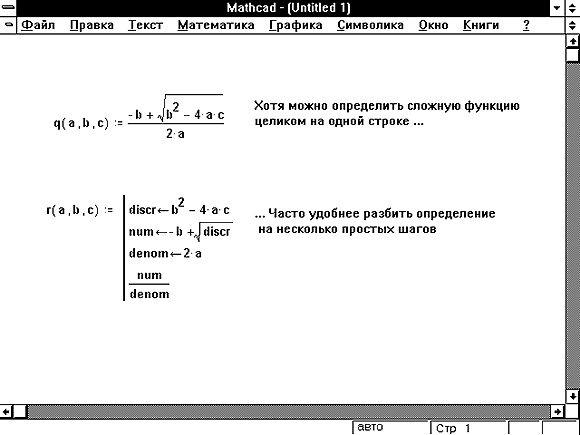 Mathcad - (Untitled 1)
Файл Правка Текст Математика Графика Символика Окно Книги ?
q(a,b,c) := (-b + √(b² - 4·a·c)) / (2·a)
Хотя можно определить сложную функцию
целиком на одной строке ...
r(a,b,c) := discr←b² - 4·a·c
num←-b +√discr
denom←2·a
num
denom
... Часто удобнее разбить определение
на несколько простых шагов
авто Стр 1